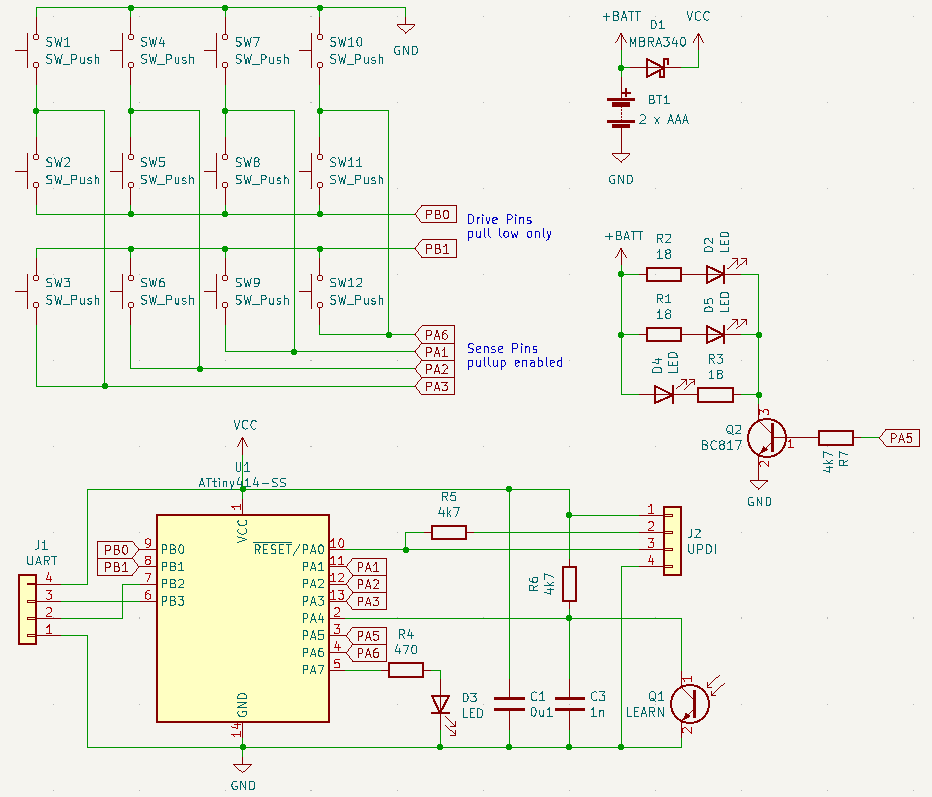 SW1
SW_Push
SW4
SW_Push
SW7
SW_Push
SW10
SW_Push
GND
SW2
SW_Push
SW5
SW_Push
SW8
SW_Push
SW11
SW_Push
PB0
Drive Pins
pull low only
PB1
SW3
SW_Push
SW6
SW_Push
SW9
SW_Push
SW12
SW_Push
PA6
PA1
Sense Pins
pullup enabled
PA2
PA3
+BATT
D1
VCC
MBRA340
+
BT1
2 x AAA
GND
+BATT
R2
18
D2
LED
R1
18
D5
LED
D4
LED
R3
18
Q2
BC817
3
1
2
4k7
R7
PA5
GND
VCC
U1
ATtiny414-SS
1
VCC
J1
UART
4
3
2
1
PB0
9
PB0
PB1
8
PB1
7
PB2
6
PB3
RESET/PA0
10
PA1
11
PA1
PA2
12
PA2
PA3
13
PA3
PA4
2
PA5
3
PA5
PA6
4
PA6
PA7
5
GND
14
GND
R4
470
D3
LED
R5
4k7
R6
4k7
C1
0u1
C3
1n
1
2
3
4
J2
UPDI
Q1
LEARN
1
2